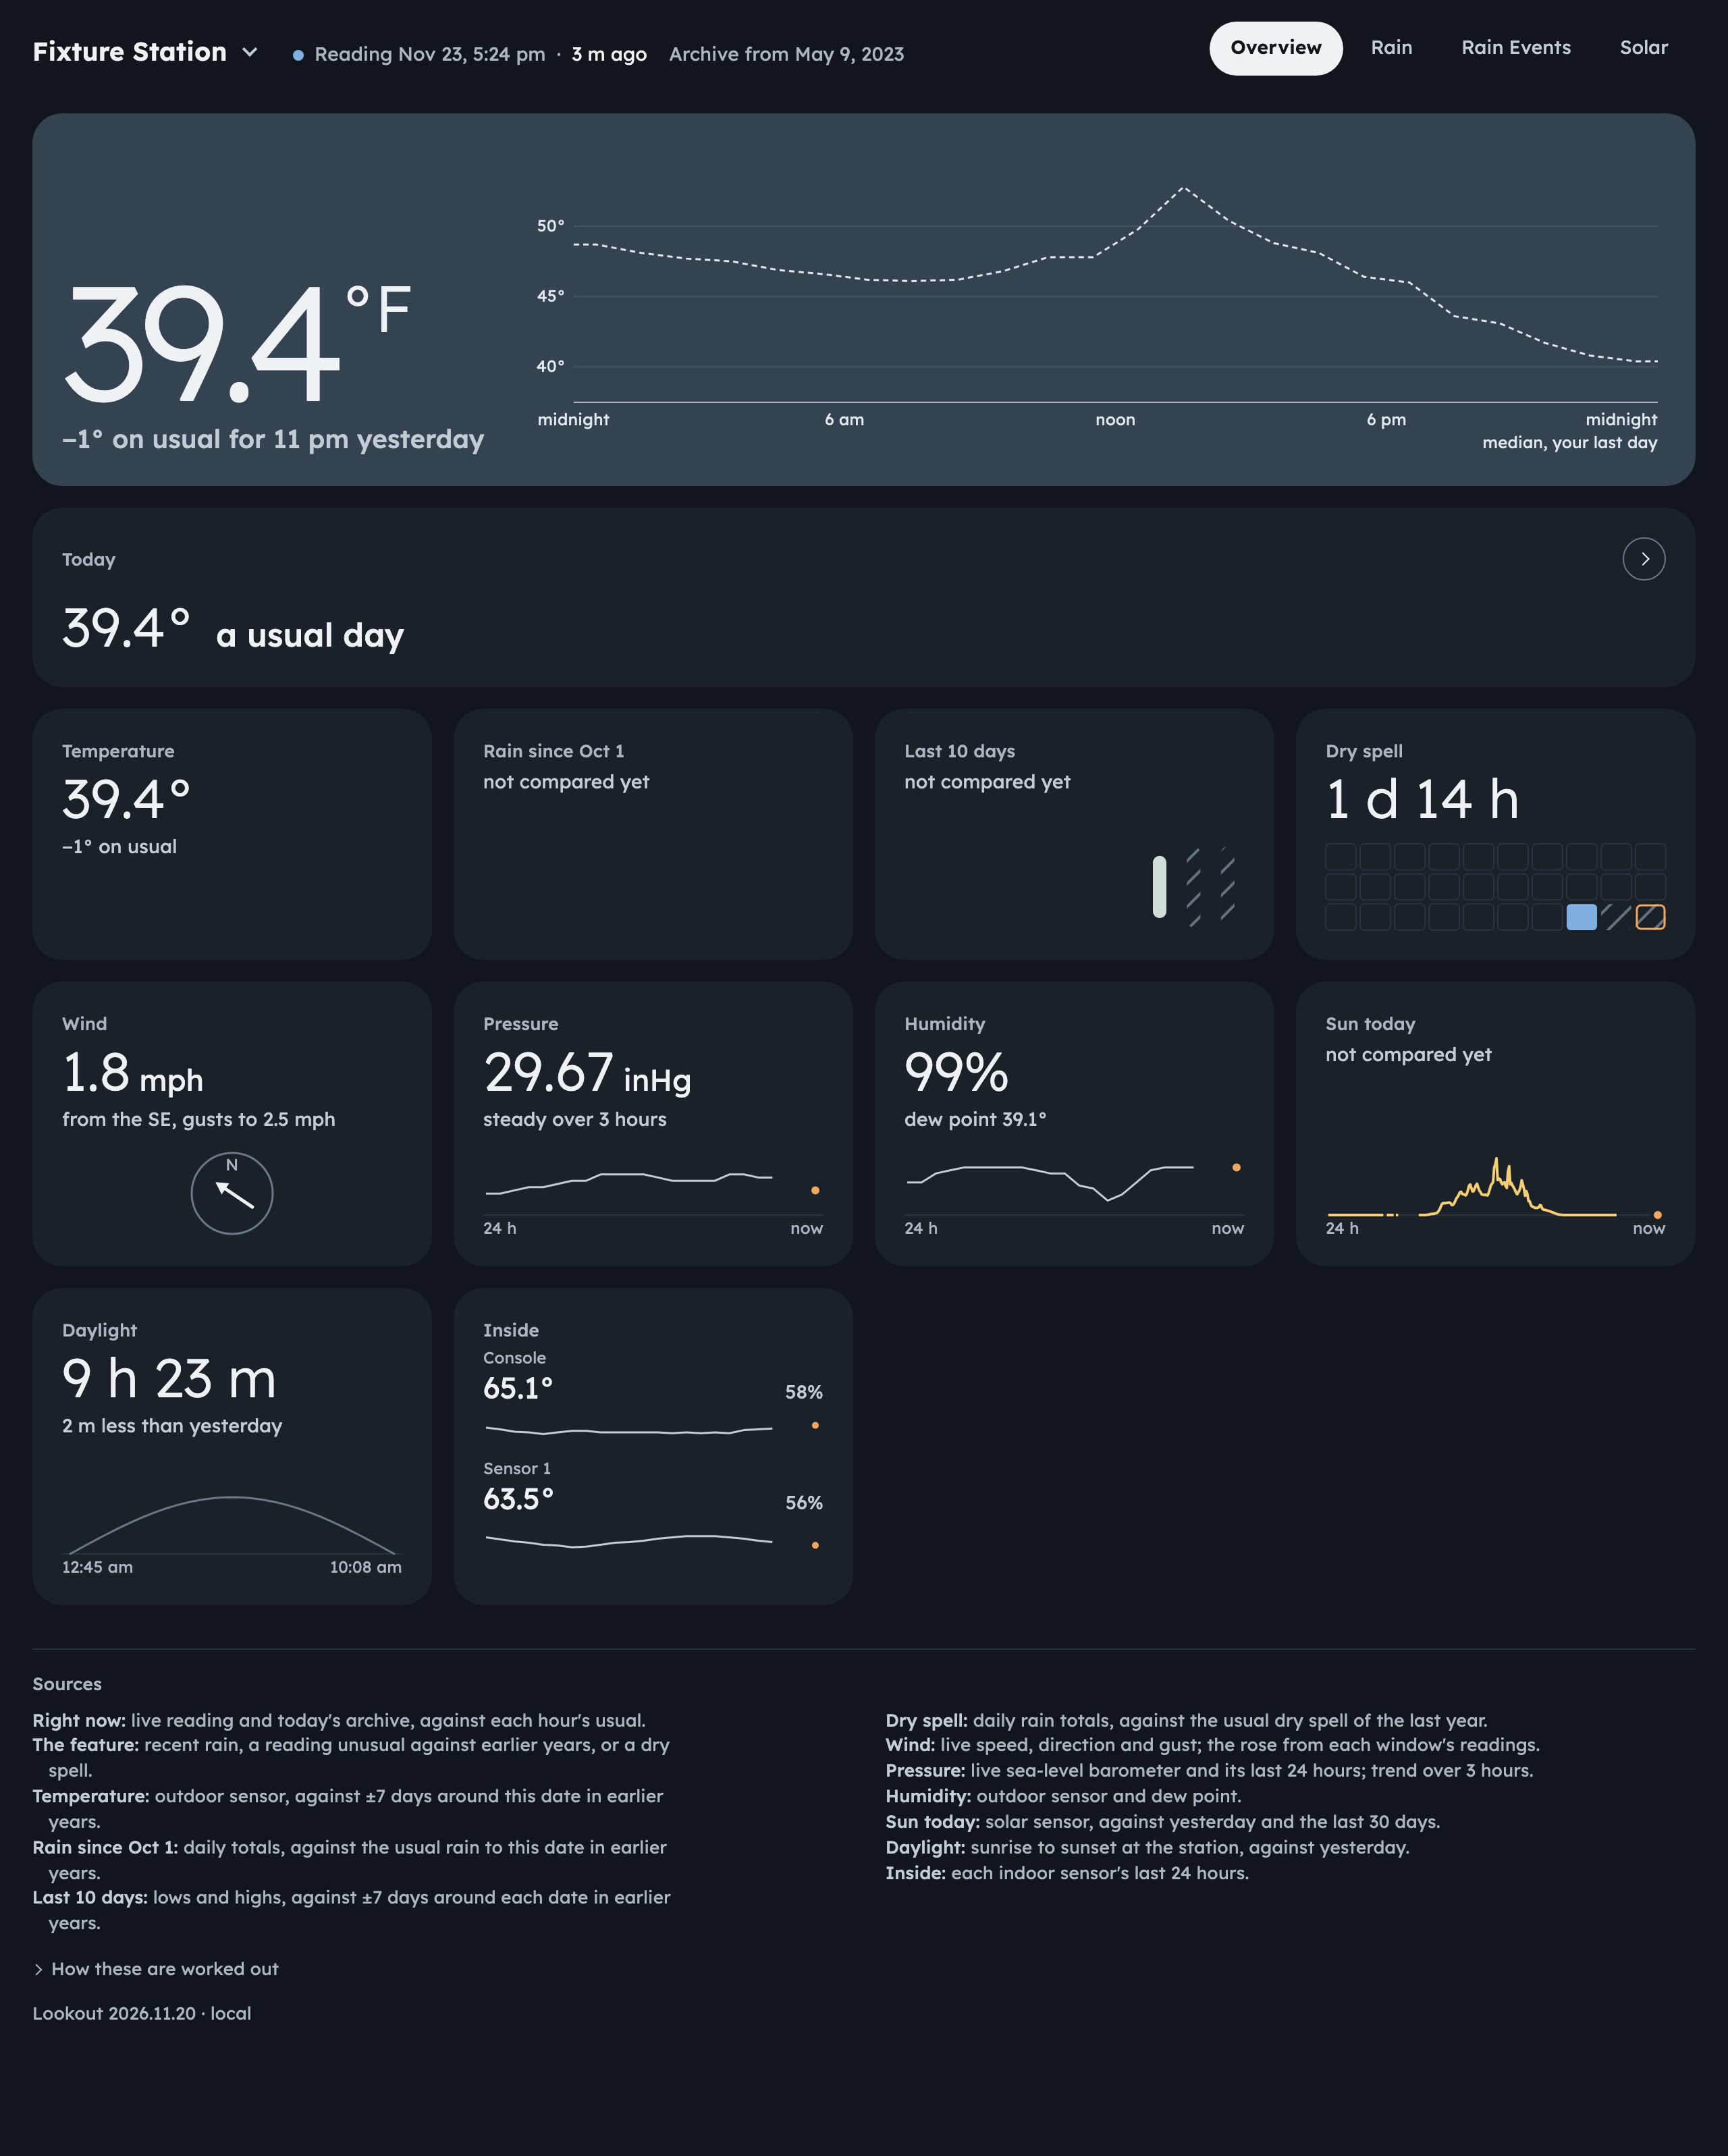 Fixture Station
Reading Nov 23, 5:24 pm · 3 m ago Archive from May 9, 2023
Overview Rain Rain Events Solar
39.4°F
−1° on usual for 11 pm yesterday
50°
45°
40°
midnight 6 am noon 6 pm midnight
median, your last day
Today
39.4° a usual day
Temperature
39.4°
−1° on usual
Rain since Oct 1
not compared yet
Last 10 days
not compared yet
Dry spell
1 d 14 h
Wind
1.8 mph
from the SE, gusts to 2.5 mph
N
Pressure
29.67 inHg
steady over 3 hours
24 h now
Humidity
99%
dew point 39.1°
24 h now
Sun today
not compared yet
24 h now
Daylight
9 h 23 m
2 m less than yesterday
12:45 am 10:08 am
Inside
Console
65.1° 58%
Sensor 1
63.5° 56%
Sources
Right now: live reading and today's archive, against each hour's usual.
The feature: recent rain, a reading unusual against earlier years, or a dry
spell.
Temperature: outdoor sensor, against ±7 days around this date in earlier
years.
Rain since Oct 1: daily totals, against the usual rain to this date in earlier
years.
Last 10 days: lows and highs, against ±7 days around each date in earlier
years.
Dry spell: daily rain totals, against the usual dry spell of the last year.
Wind: live speed, direction and gust; the rose from each window's readings.
Pressure: live sea-level barometer and its last 24 hours; trend over 3 hours.
Humidity: outdoor sensor and dew point.
Sun today: solar sensor, against yesterday and the last 30 days.
Daylight: sunrise to sunset at the station, against yesterday.
Inside: each indoor sensor's last 24 hours.
How these are worked out
Lookout 2026.11.20 · local